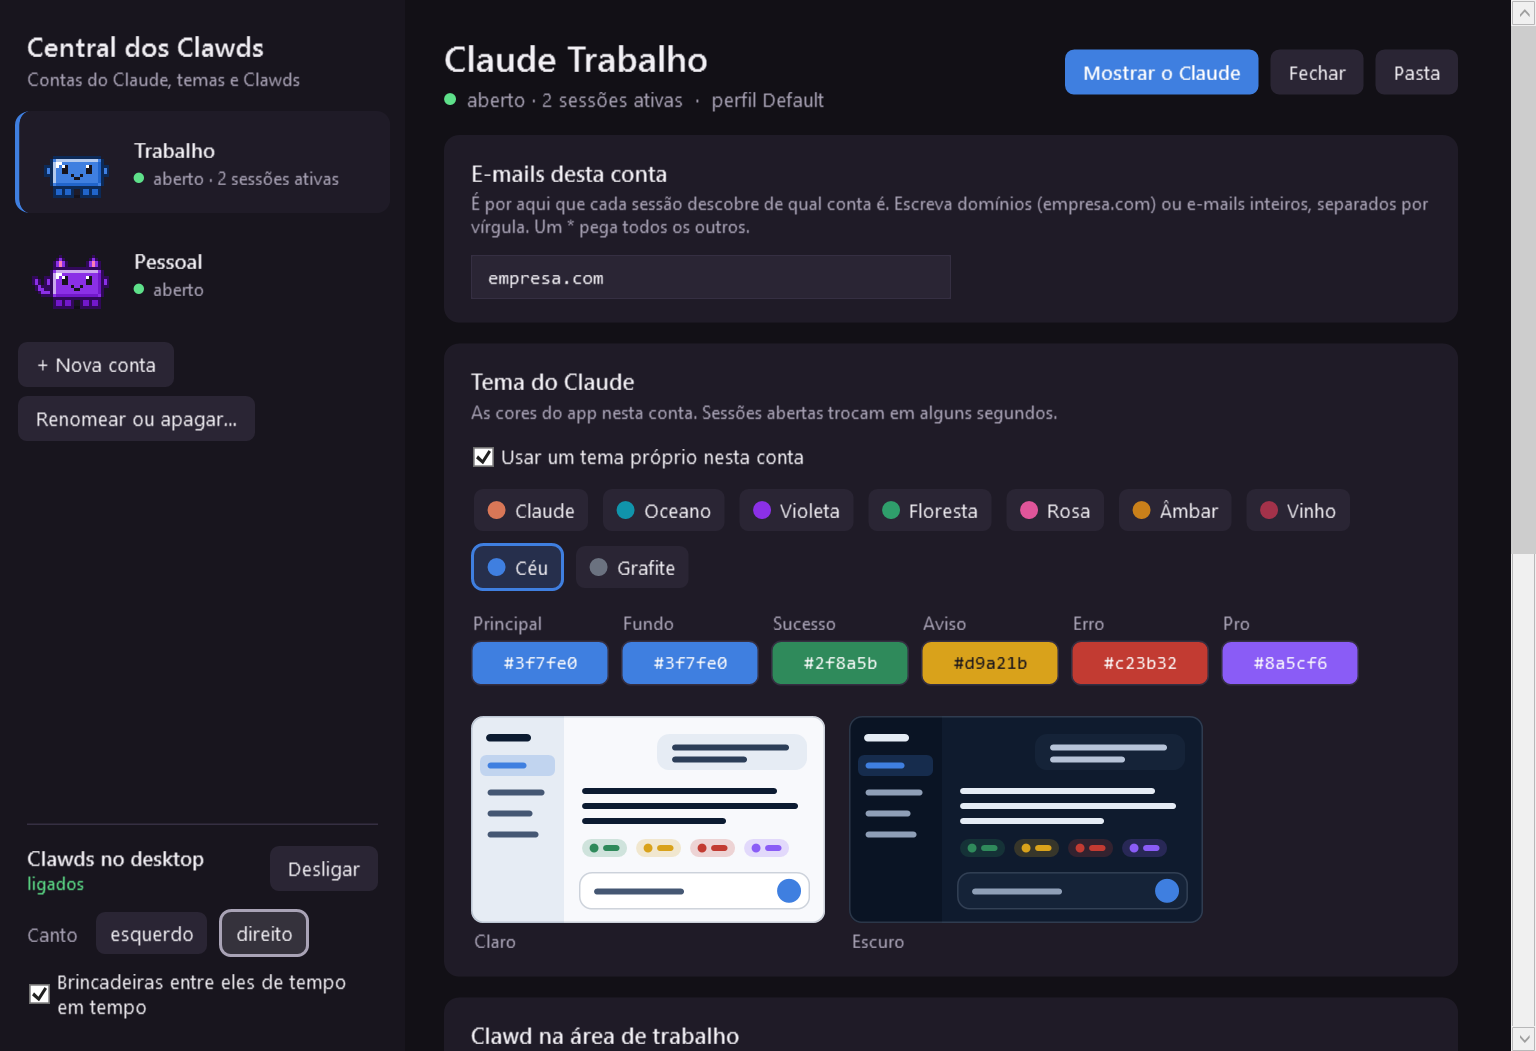 Central dos Clawds
Contas do Claude, temas e Clawds
Trabalho
aberto · 2 sessões ativas
Pessoal
aberto
+ Nova conta
Renomear ou apagar...
Clawds no desktop
ligados
Desligar
Canto
esquerdo
direito
Brincadeiras entre eles de tempo
em tempo
Claude Trabalho
aberto · 2 sessões ativas · perfil Default
Mostrar o Claude
Fechar
Pasta
E-mails desta conta
É por aqui que cada sessão descobre de qual conta é. Escreva domínios (empresa.com) ou e-mails inteiros, separados por
vírgula. Um * pega todos os outros.
empresa.com
Tema do Claude
As cores do app nesta conta. Sessões abertas trocam em alguns segundos.
Usar um tema próprio nesta conta
Claude
Oceano
Violeta
Floresta
Rosa
Âmbar
Vinho
Céu
Grafite
Principal
Fundo
Sucesso
Aviso
Erro
Pro
#3f7fe0
#3f7fe0
#2f8a5b
#d9a21b
#c23b32
#8a5cf6
Claro
Escuro
Clawd na área de trabalho